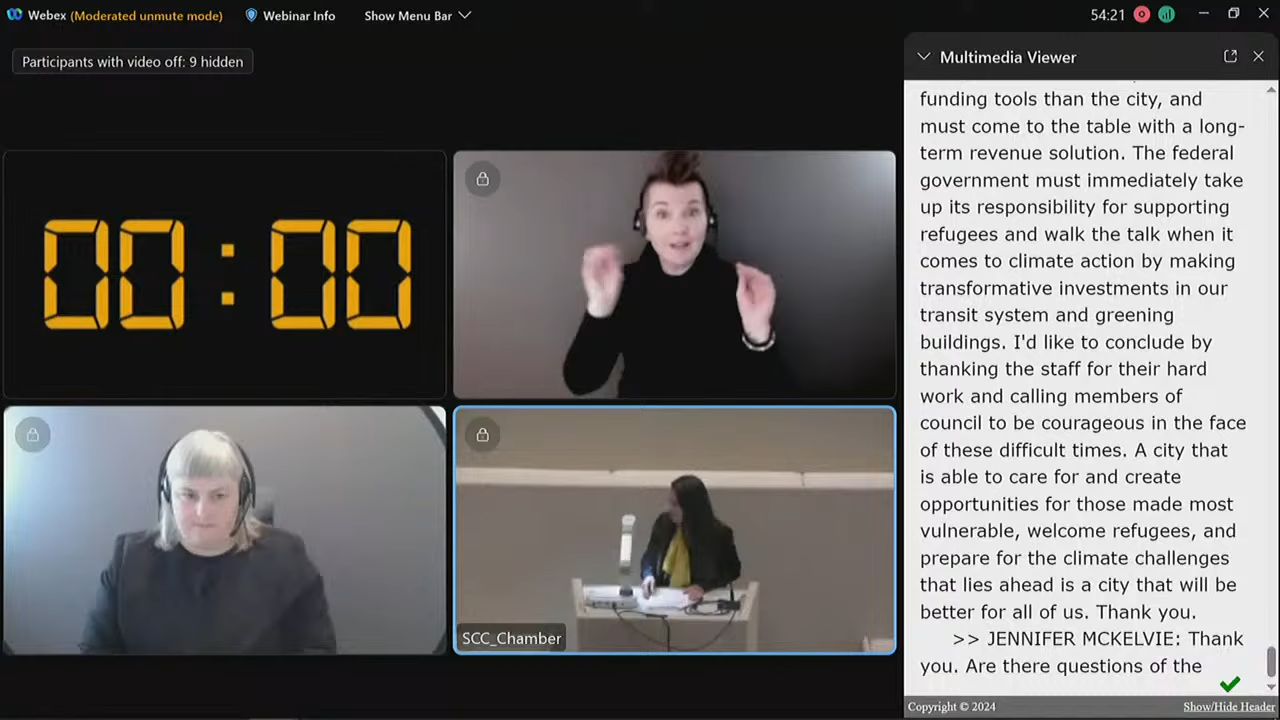 Webex (Moderated unmute mode)
Webinar Info
Show Menu Bar
54:21
Participants with video off: 9 hidden
00:00
SCC_Chamber
Multimedia Viewer
funding tools than the city, and
must come to the table with a long-
term revenue solution. The federal
government must immediately take
up its responsibility for supporting
refugees and walk the talk when it
comes to climate action by making
transformative investments in our
transit system and greening
buildings. I'd like to conclude by
thanking the staff for their hard
work and calling members of
council to be courageous in the face
of these difficult times. A city that
is able to care for and create
opportunities for those made most
vulnerable, welcome refugees, and
prepare for the climate challenges
that lies ahead is a city that will be
better for all of us. Thank you.
>> JENNIFER MCKELVIE: Thank
you. Are there questions of the
Copyright © 2024
Show/Hide Header